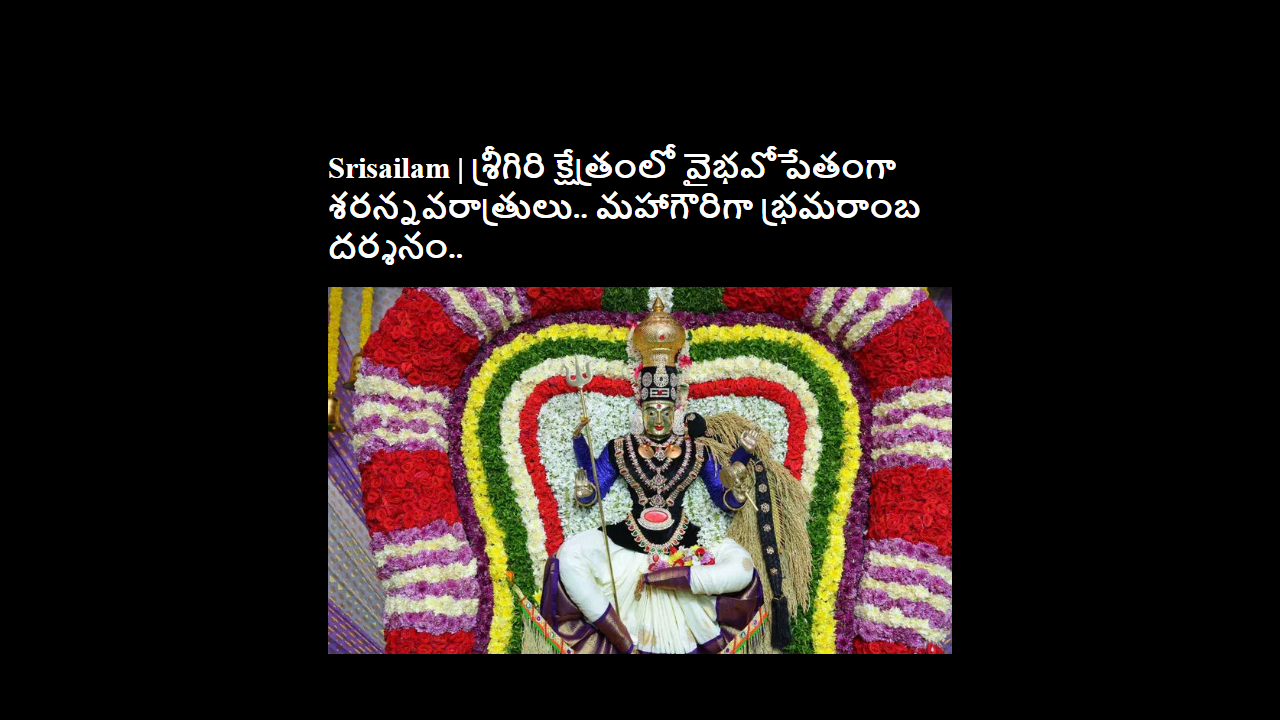 Srisailam | శ్రీగిరి క్షేత్రంలో వైభవోపేతంగా
శరన్నవరాత్రులు.. మహాగౌరిగా భ్రమరాంబ
దర్శనం..